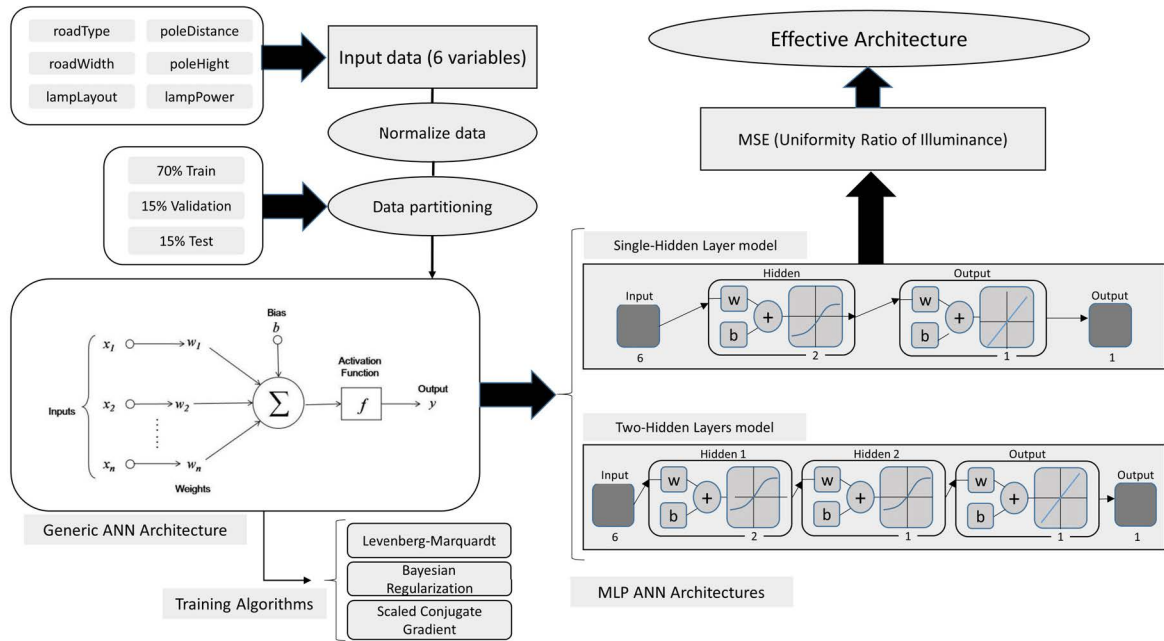 roadType
poleDistance
roadWidth
poleHight
lampLayout
lampPower
Input data (6 variables)
Normalize data
70% Train
15% Validation
15% Test
Data partitioning
Bias
b
x1
w1
Activation
Function
Output
Inputs
x2
w2
Σ
f
y
xn
wn
Weights
Generic ANN Architecture
Training Algorithms
Levenberg-Marquardt
Bayesian
Regularization
Scaled Conjugate
Gradient
Effective Architecture
MSE (Uniformity Ratio of Illuminance)
Single-Hidden Layer model
Hidden
Output
Input
w
b
+
w
b
+
Output
6
2
1
1
Two-Hidden Layers model
Hidden 1
Hidden 2
Output
Input
w
b
+
w
b
+
w
b
+
Output
6
2
1
1
1
MLP ANN Architectures